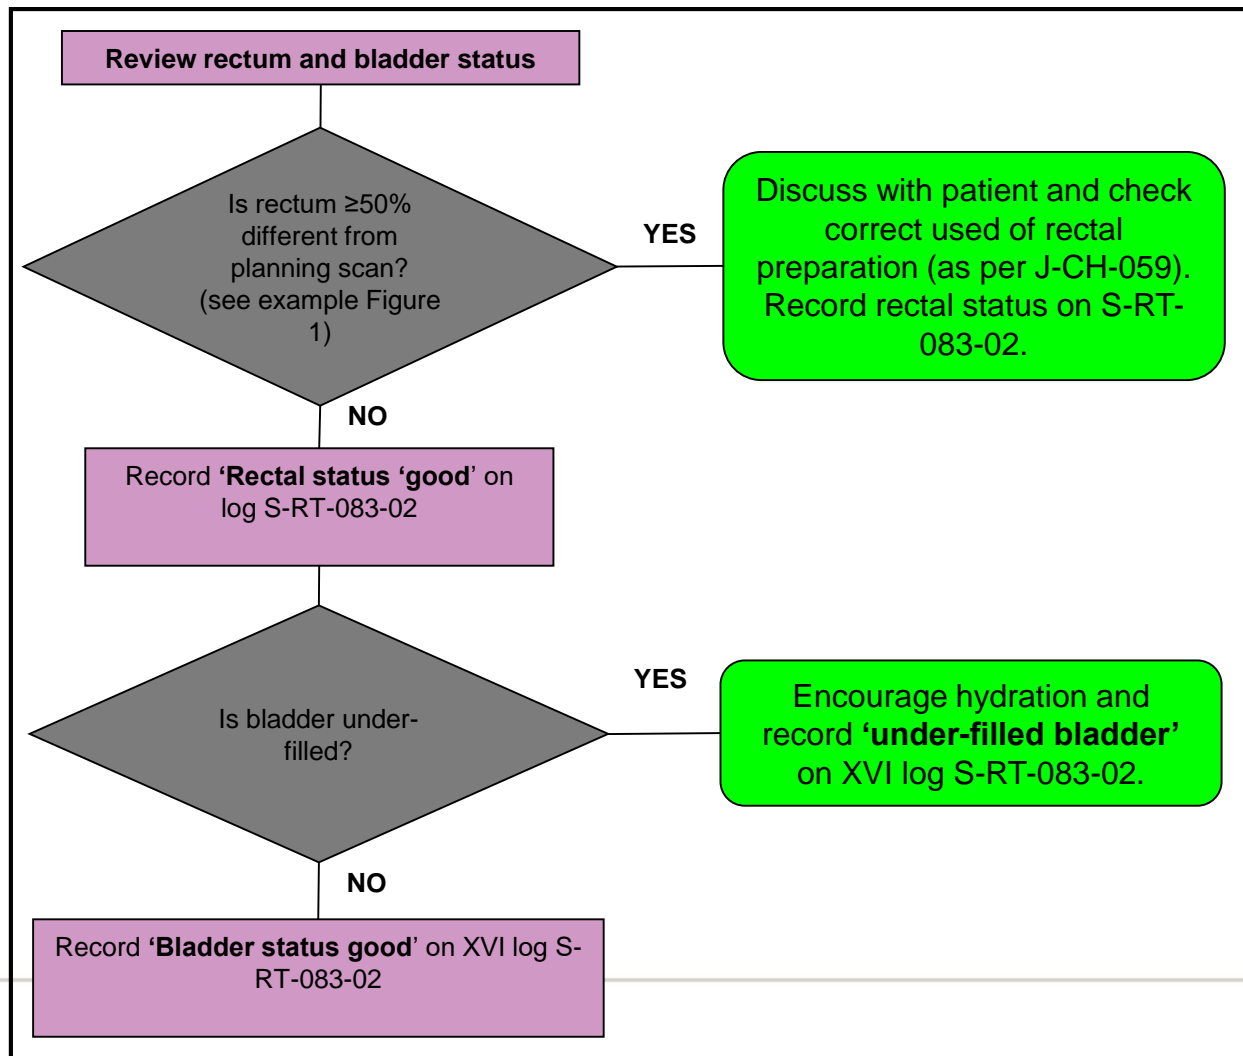 Review rectum and bladder status
Is rectum ≥50%
different from
planning scan?
(see example Figure
1)
YES
Discuss with patient and check
correct used of rectal
preparation (as per J-CH-059).
Record rectal status on S-RT-
083-02.
NO
Record ‘Rectal status ‘good’ on
log S-RT-083-02
Is bladder under-
filled?
YES
Encourage hydration and
record ‘under-filled bladder’
on XVI log S-RT-083-02.
NO
Record ‘Bladder status good’ on XVI log S-
RT-083-02